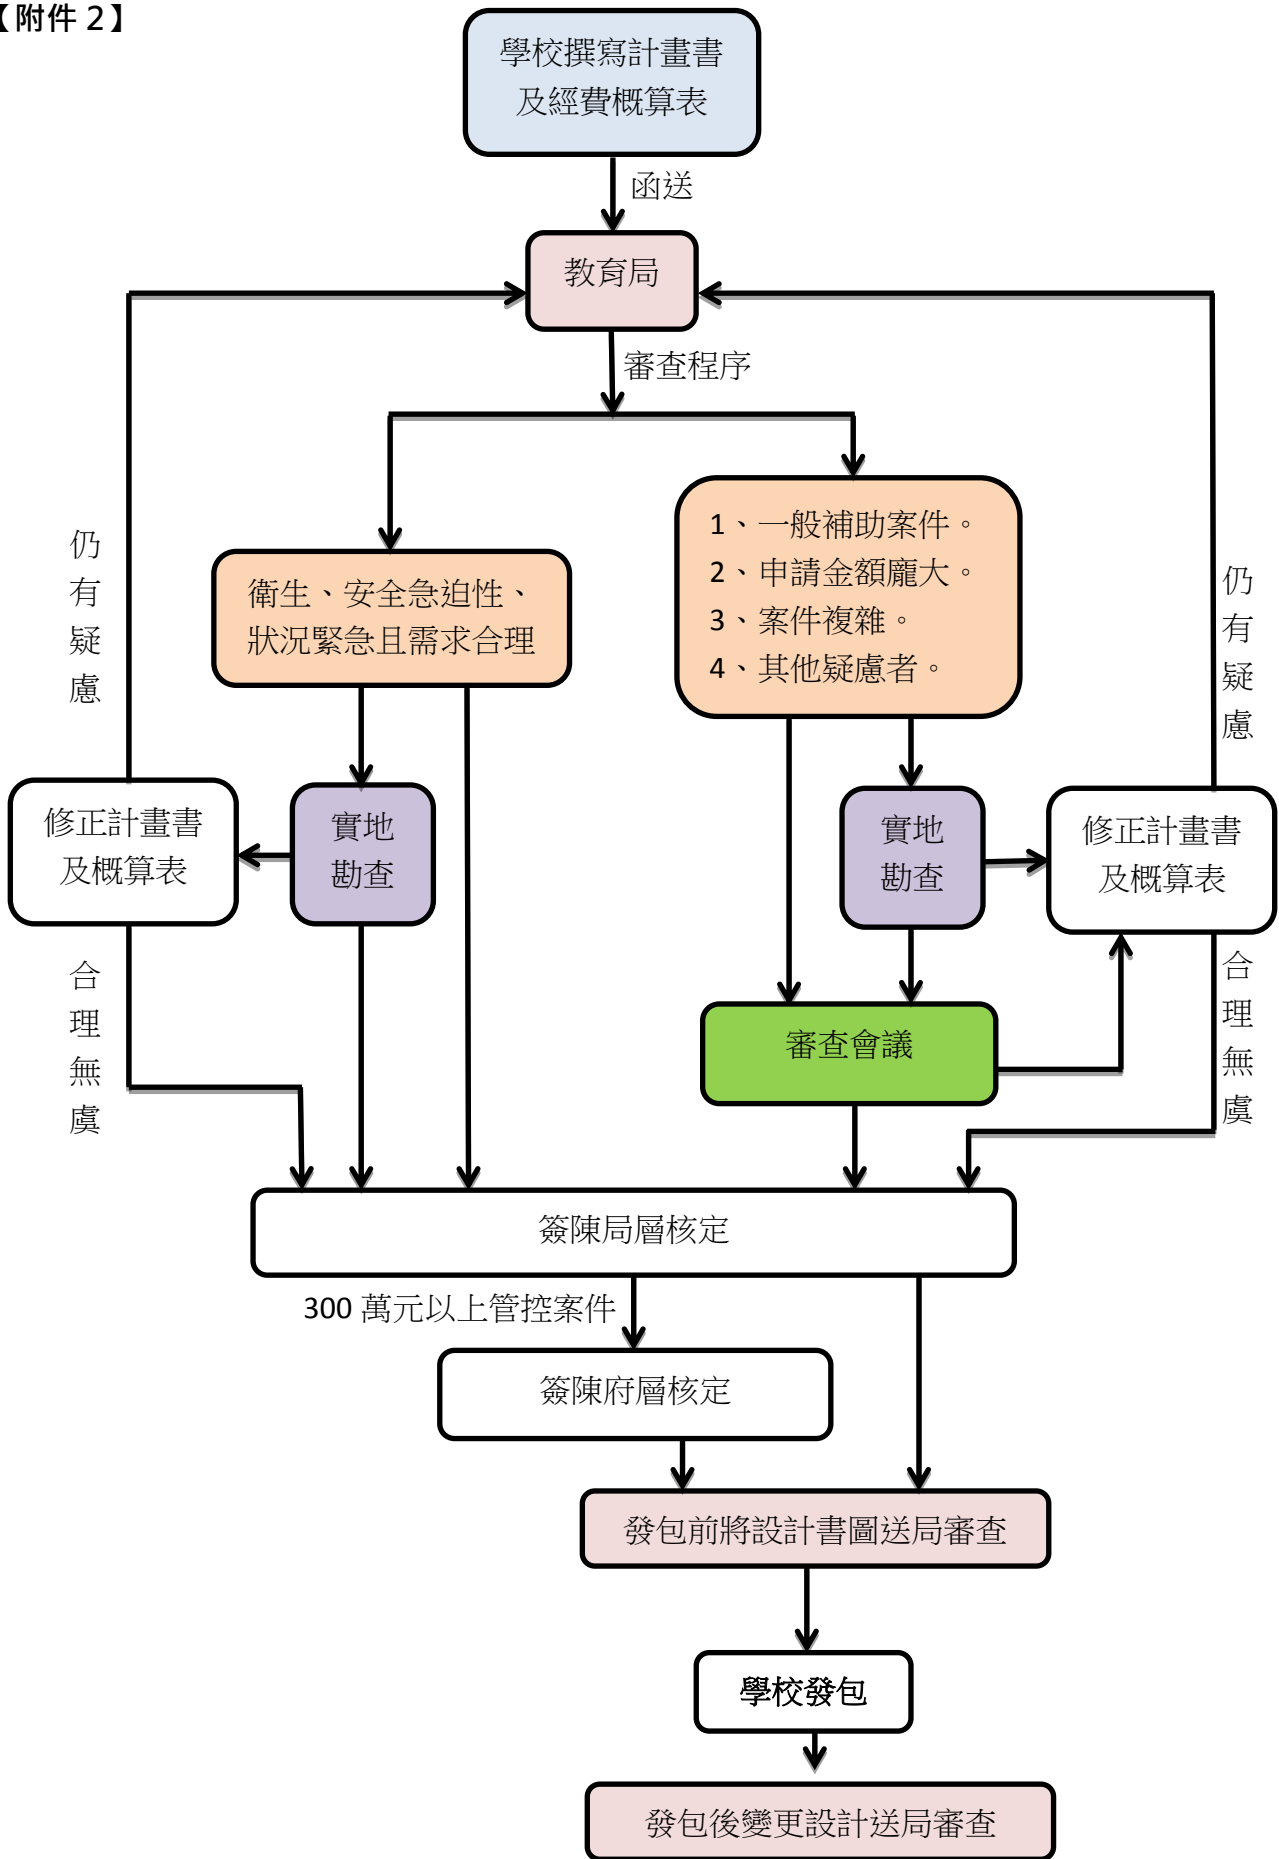 【附件 2】
學校撰寫計畫書
及經費概算表
函送
教育局
審查程序
衛生、安全急迫性、
狀況緊急且需求合理
1、一般補助案件。
2、申請金額龐大。
3、案件複雜。
4、其他疑慮者。
仍有疑慮
仍有疑慮
修正計畫書
及概算表
實地
勘查
實地
勘查
修正計畫書
及概算表
合理無虞
合理無虞
審查會議
簽陳局層核定
300 萬元以上管控案件
簽陳府層核定
發包前將設計書圖送局審查
學校發包
發包後變更設計送局審查